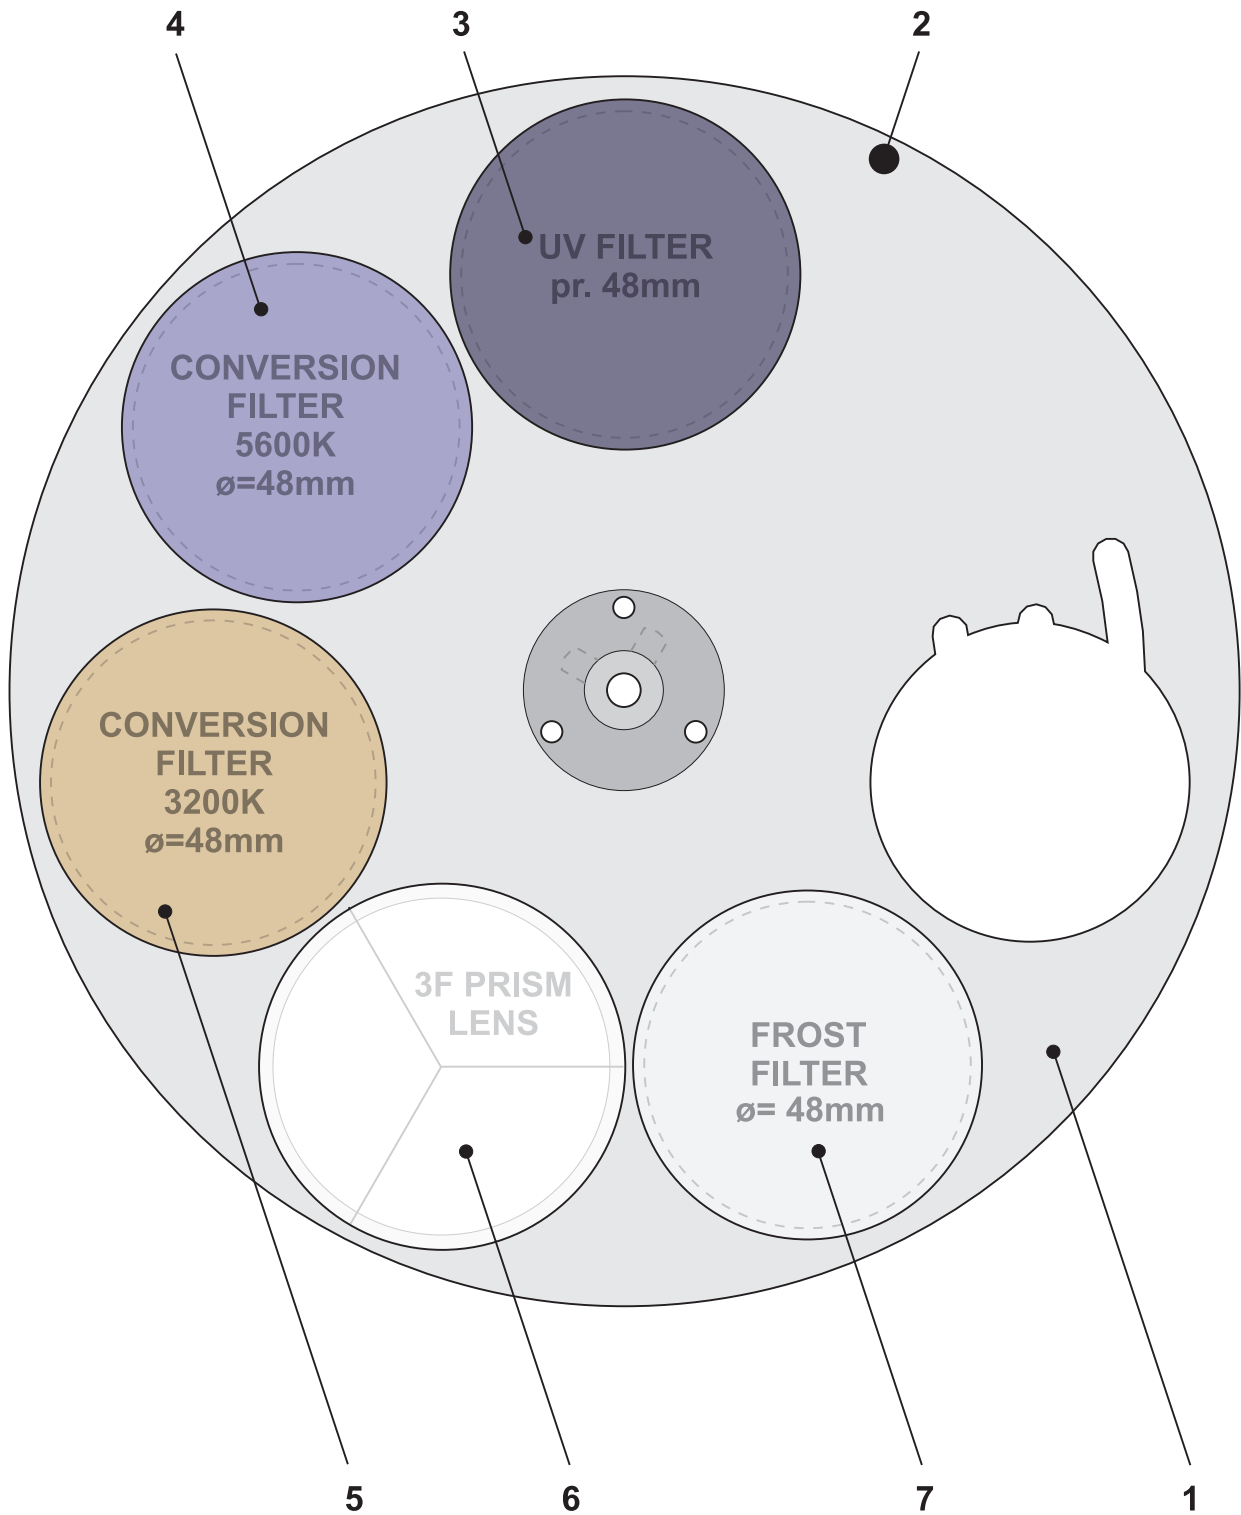 4
3
2
UV FILTER
pr. 48mm
CONVERSION
FILTER
5600K
ø=48mm
CONVERSION
FILTER
3200K
ø=48mm
3F PRISM
LENS
FROST
FILTER
ø= 48mm
5
6
7
1